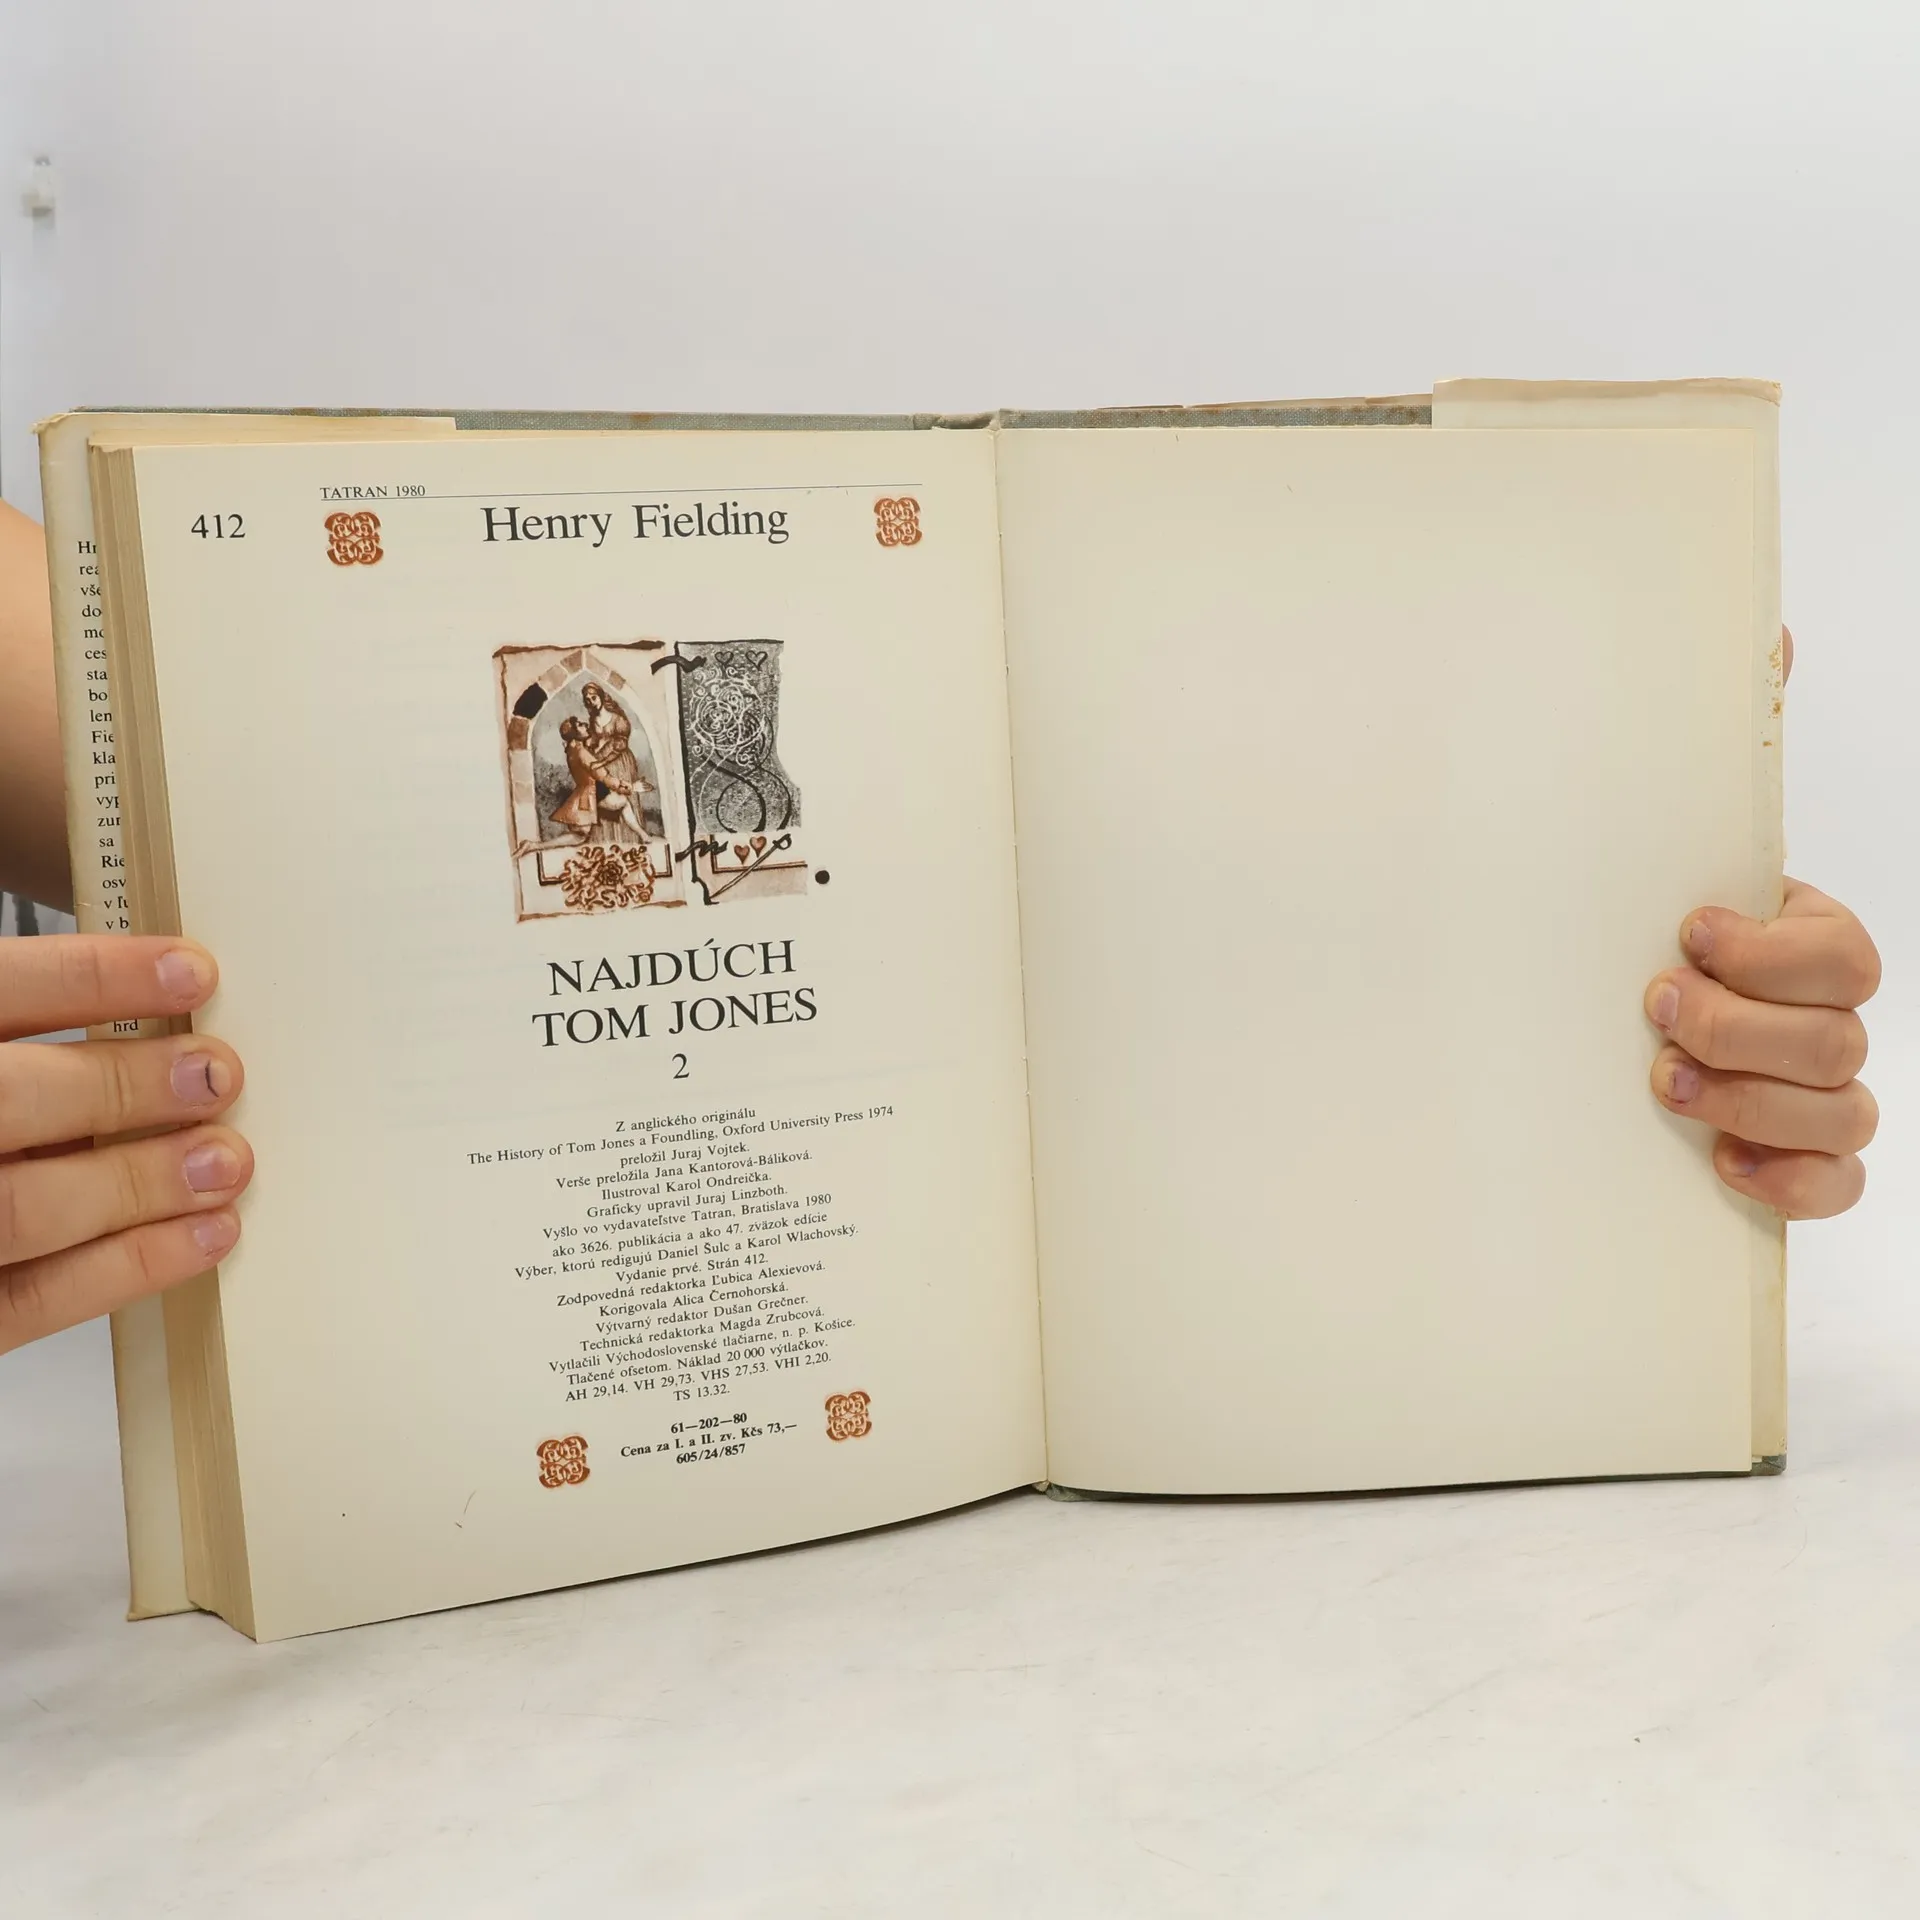 TATRAN 1980
412
Henry Fielding
NAJDÚCH
TOM JONES
2
Z anglického originálu
The History of Tom Jones a Foundling, Oxford University Press 1974
preložil Juraj Vojtek.
Verše preložila Jana Kantorová-Báliková.
Ilustroval Karol Ondreička.
Graficky upravil Juraj Linzboth.
Vyšlo vo vydavateľstve Tatran, Bratislava 1980
ako 3626. publikácia a ako 47. zväzok edície
Výber, ktorú redigujú Daniel Šulc a Karol Wlachovský.
Vydanie prvé. Strán 412.
Zodpovedná redaktorka Ľubica Alexievová.
Korigovala Alica Černohorská.
Výtvarný redaktor Dušan Grečner.
Technická redaktorka Magda Zrubcová.
Vytlačili Východoslovenské tlačiarne, n. p. Košice.
Tlačené ofsetom. Náklad 20 000 výtlačkov.
AH 29,14. VH 29,73. VHS 27,53. VHI 2,20.
TS 13.32.
61—202—80
Cena za I. a II. zv. Kčs 73,—
605/24/857